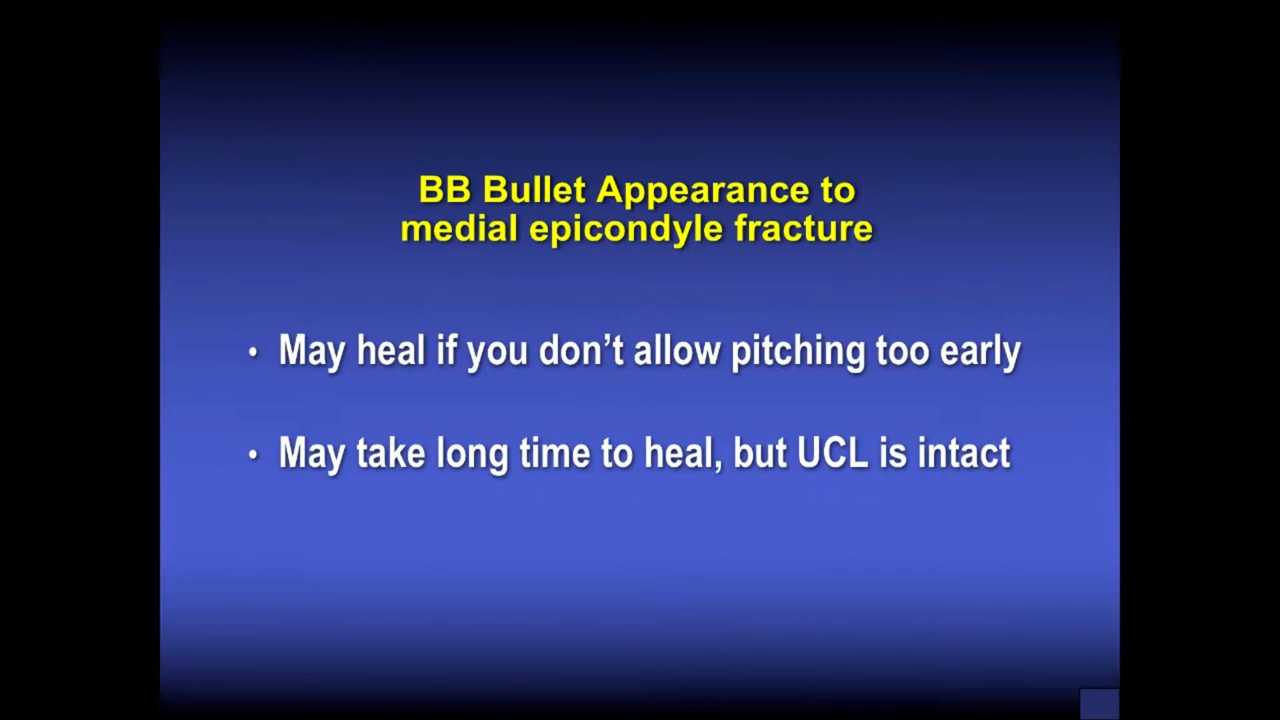 BB Bullet Appearance to
medial epicondyle fracture
• May heal if you don’t allow pitching too early
• May take long time to heal, but UCL is intact